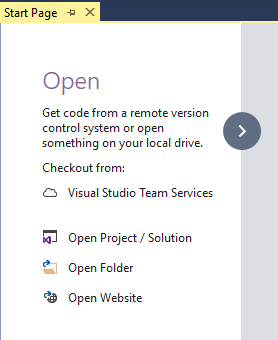 Start Page
Open
Get code from a remote version
control system or open
something on your local drive.
Checkout from:
Visual Studio Team Services
Open Project / Solution
Open Folder
Open Website